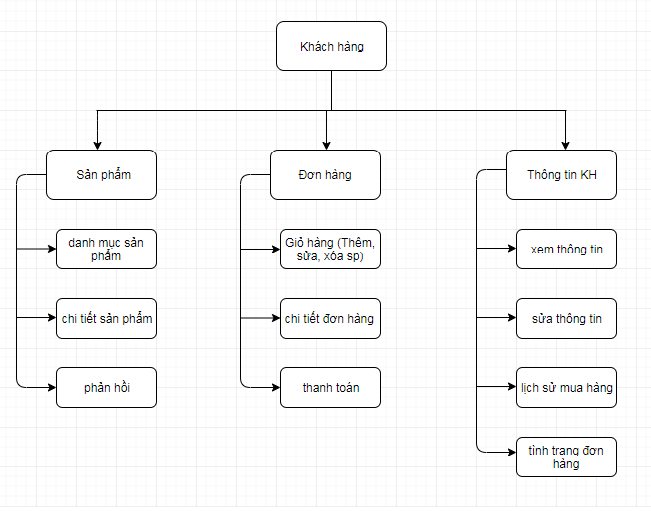 Khách hàng
Sản phẩm
Đơn hàng
Thông tin KH
danh mục sản
phẩm
Giỏ hàng (Thêm,
sửa, xóa sp)
xem thông tin
chi tiết sản phẩm
chi tiết đơn hàng
sửa thông tin
phản hồi
thanh toán
lịch sử mua hàng
tình trạng đơn
hàng